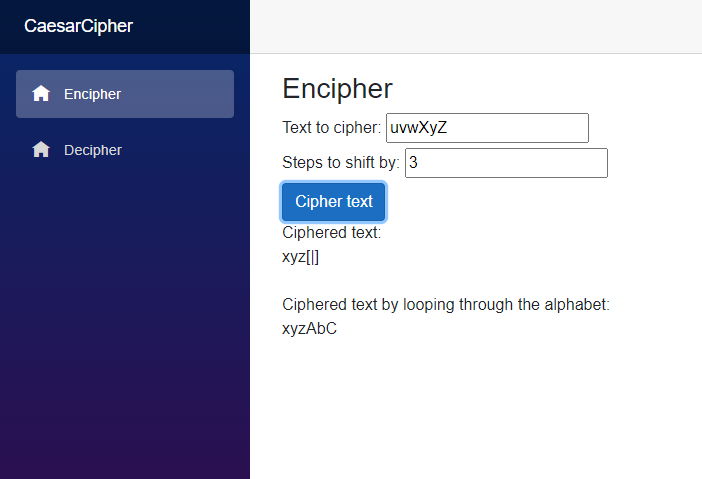 CaesarCipher
Encipher
Decipher
Encipher
Text to cipher: uvwXyZ
Steps to shift by: 3
Cipher text
Ciphered text:
xyz[|]
Ciphered text by looping through the alphabet:
xyzAbC